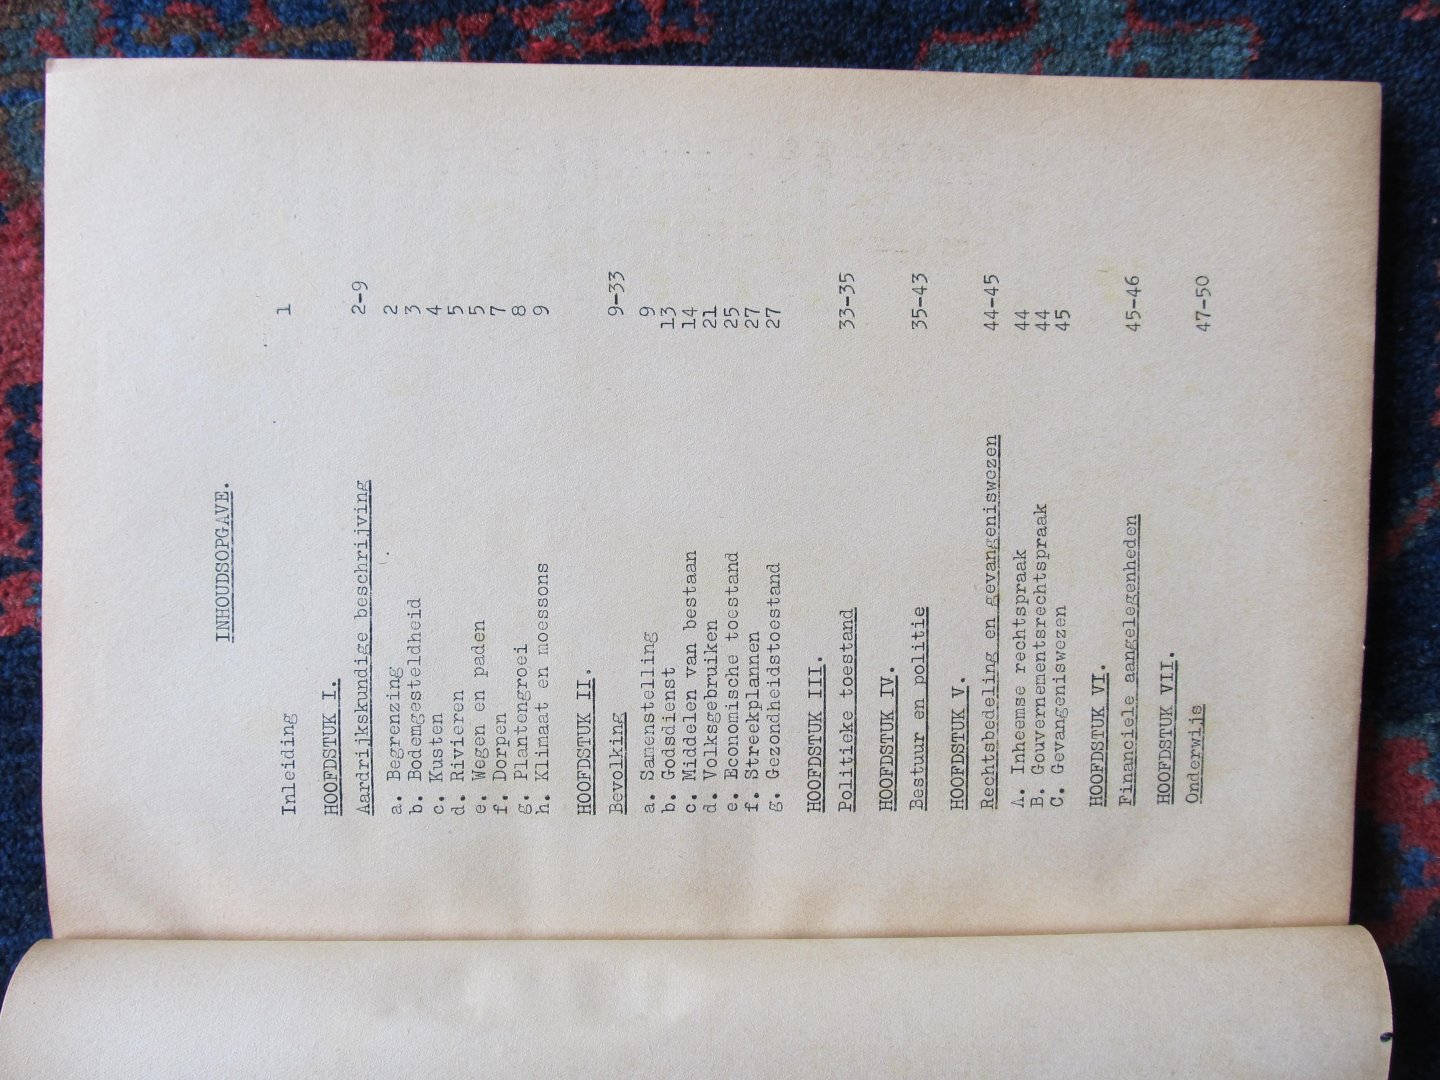 INHOUDSOPGAVE.
Inleiding 1
HOOFDSTUK I.
Aardrijkskundige beschrijving 2-9
a. Begrenzing 2
b. Bodemgesteldheid 3
c. Kusten 4
d. Rivieren 5
e. Wegen en paden 5
f. Dorpen 7
g. Plantengroei 8
h. Klimaat en moessons 9
HOOFDSTUK II.
Bevolking 9-33
a. Samenstelling 9
b. Godsdienst 13
c. Middelen van bestaan 14
d. Volksgebruiken 21
e. Economische toestand 25
f. Streekplannen 27
g. Gezondheidstoestand 27
HOOFDSTUK III.
Politieke toestand 33-35
HOOFDSTUK IV.
Bestuur en politie 35-43
HOOFDSTUK V.
Rechtsbedeling en gevangeniswezen 44-45
A. Inheemse rechtspraak 44
B. Gouvernementsrechtspraak 44
C. Gevangeniswezen 45
HOOFDSTUK VI.
Financiele aangelegenheden 45-46
HOOFDSTUK VII.
Onderwijs 47-50